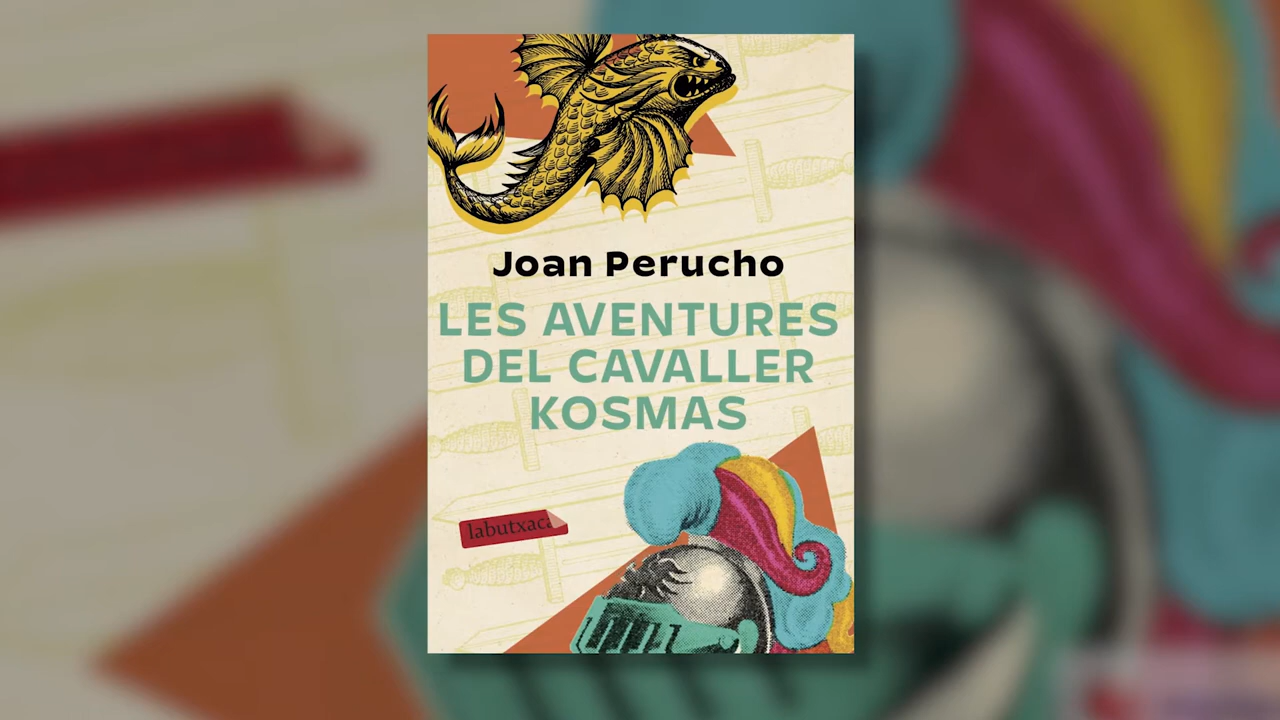 Joan Perucho
LES AVENTURES
DEL CAVALLER
KOSMAS
labutxaca